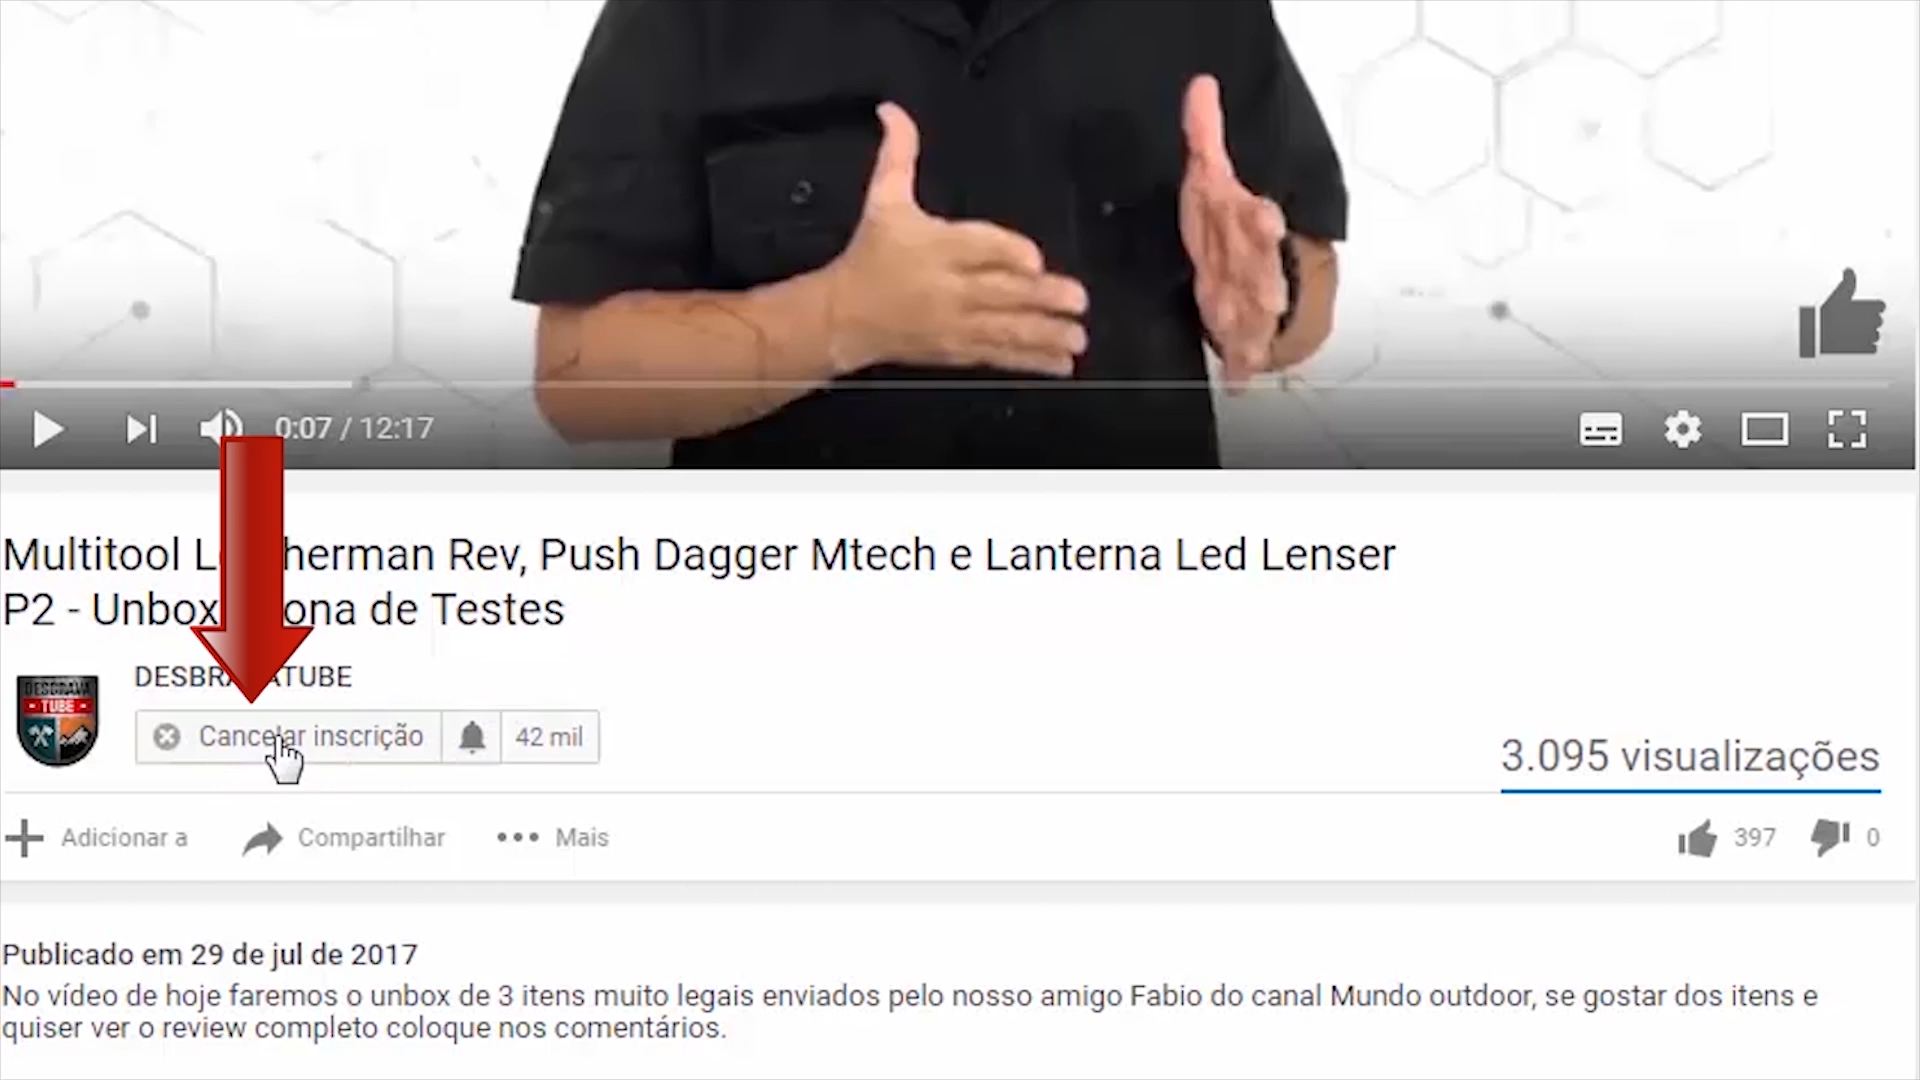 0:07 / 12:17
Multitool L herman Rev, Push Dagger Mtech e Lanterna Led Lenser
P2 - Unbox ona de Testes
DESBRAVATUBE
DESBRAVA
- TUBE -
Cancelar inscrição
42 mil
3.095 visualizações
Adicionar a
Compartilhar
Mais
397
0
Publicado em 29 de jul de 2017
No vídeo de hoje faremos o unbox de 3 itens muito legais enviados pelo nosso amigo Fabio do canal Mundo outdoor, se gostar dos itens e
quiser ver o review completo coloque nos comentários.